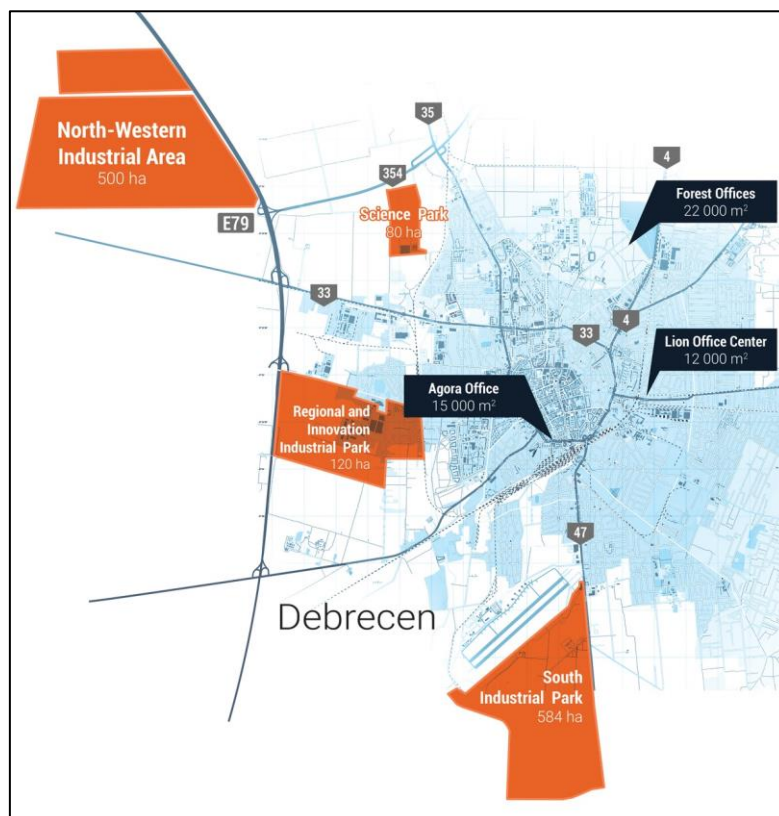 35
4
North-Western
Industrial Area
500 ha
354
Forest Offices
22 000 m²
Science Park
80 ha
E79
33
33
4
Lion Office Center
12 000 m²
Agora Office
15 000 m²
Regional and
Innovation
Industrial Park
120 ha
47
Debrecen
South
Industrial Park
584 ha